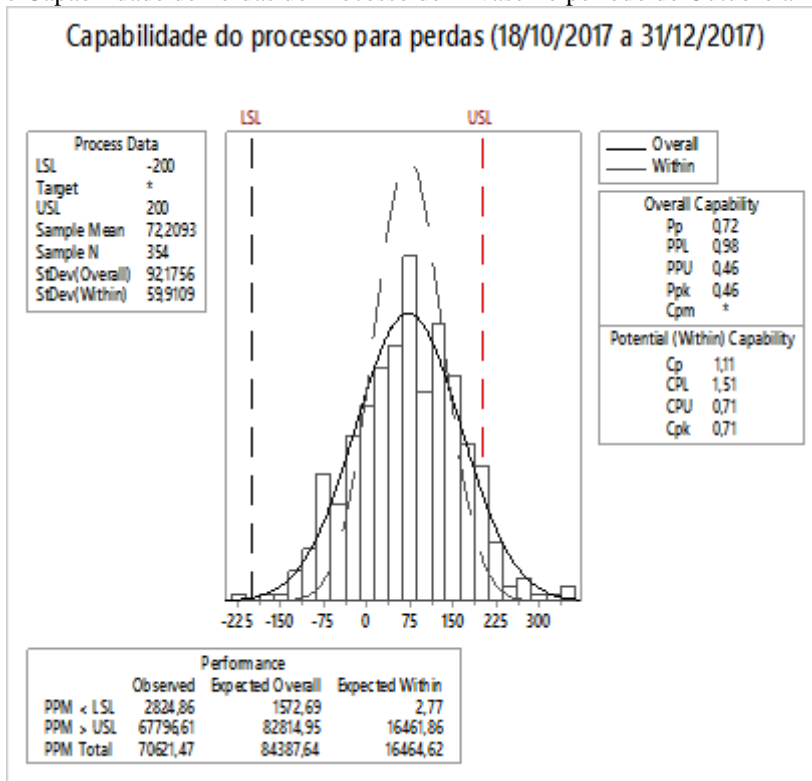 Capabilidade do processo para perdas (18/10/2017 a 31/12/2017)
LSL
USL
Process Data
LSL -200
Target *
USL 200
Sample Mean 72,2093
Sample N 354
StDev(Overall) 92,1756
StDev(Within) 59,9109
Overall
Within
Overall Capability
Pp 0,72
PPL 0,98
PPU 0,46
Ppk 0,46
Cpm *
Potential (Within) Capability
Cp 1,11
CPL 1,51
CPU 0,71
Cpk 0,71
-225 -150 -75 0 75 150 225 300
Performance
Observed Expected Overall Expected Within
PPM < LSL 2824,86 1572,69 2,77
PPM > USL 67796,61 82814,95 16461,86
PPM Total 70621,47 84387,64 16464,62